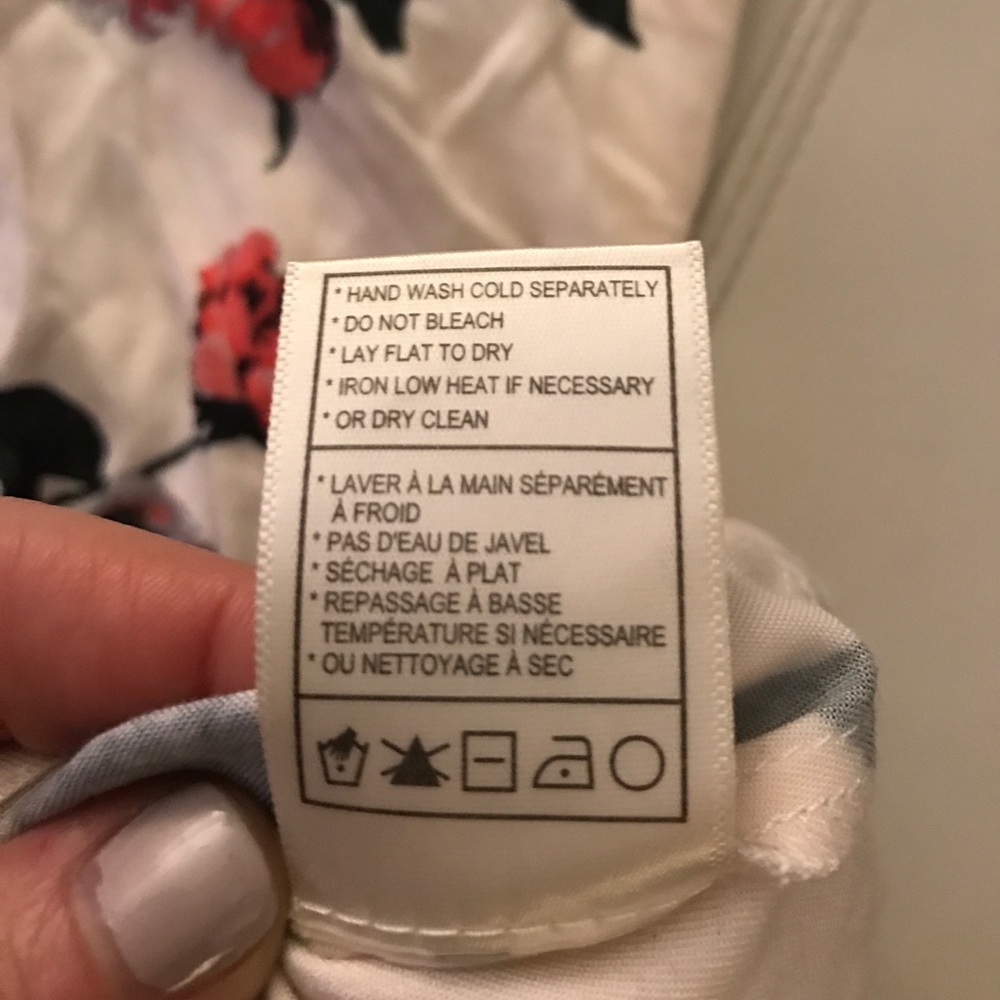 * HAND WASH COLD SEPARATELY
* DO NOT BLEACH
* LAY FLAT TO DRY
* IRON LOW HEAT IF NECESSARY
* OR DRY CLEAN
* LAVER À LA MAIN SÉPARÉMENT
À FROID
* PAS D'EAU DE JAVEL
* SÉCHAGE À PLAT
* REPASSAGE À BASSE
TEMPÉRATURE SI NÉCESSAIRE
* OU NETTOYAGE À SEC